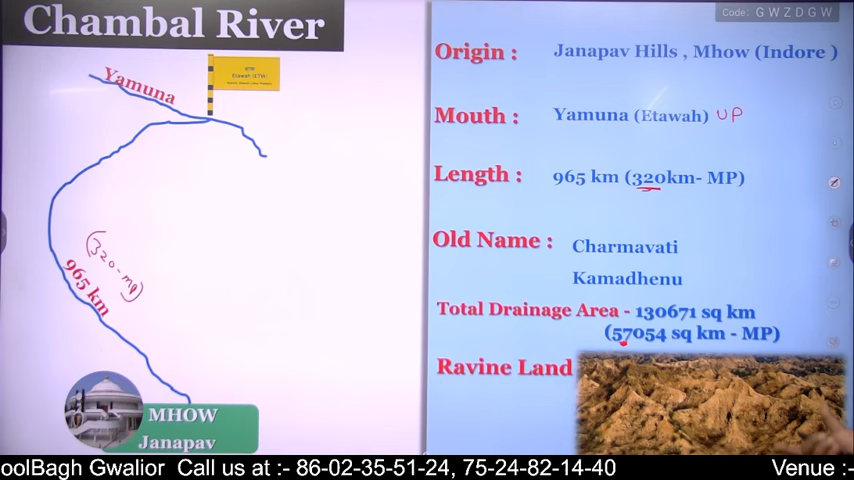 Chambal River
Code: GWZDGW
Yamuna
Etawah (ETW)
Origin : Janapav Hills , Mhow (Indore )
Mouth : Yamuna (Etawah) UP
Length : 965 km (320km- MP)
Old Name : Charmavati
Kamadhenu
(320-MP)
965 km
Total Drainage Area - 130671 sq km
(57054 sq km - MP)
Ravine Land
MHOW
Janapav
oolBagh Gwalior Call us at :- 86-02-35-51-24, 75-24-82-14-40 Venue :-